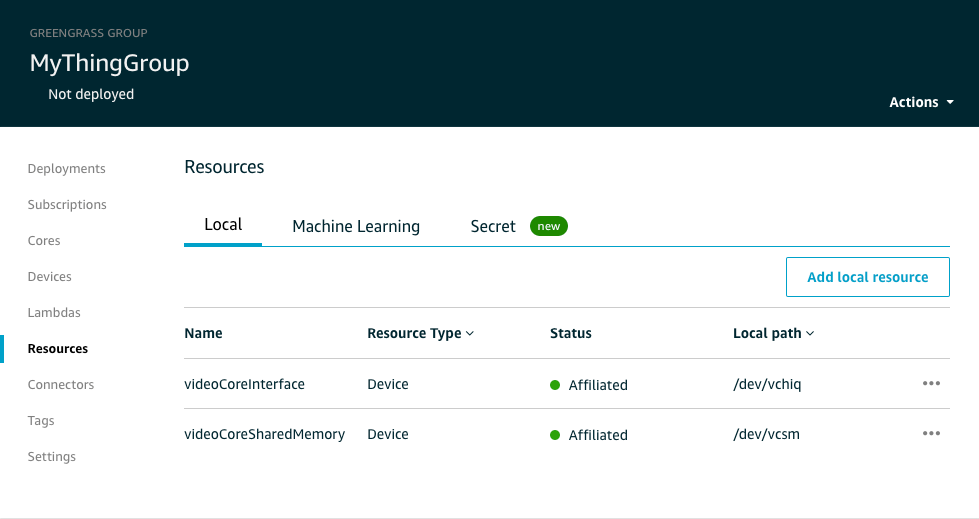 GREENGRASS GROUP
MyThingGroup
Not deployed
Actions
Deployments
Subscriptions
Cores
Devices
Lambdas
Resources
Connectors
Tags
Settings
Resources
Local Machine Learning Secret new
Add local resource
Name Resource Type Status Local path
videoCoreInterface Device Affiliated /dev/vchiq
videoCoreSharedMemory Device Affiliated /dev/vcsm